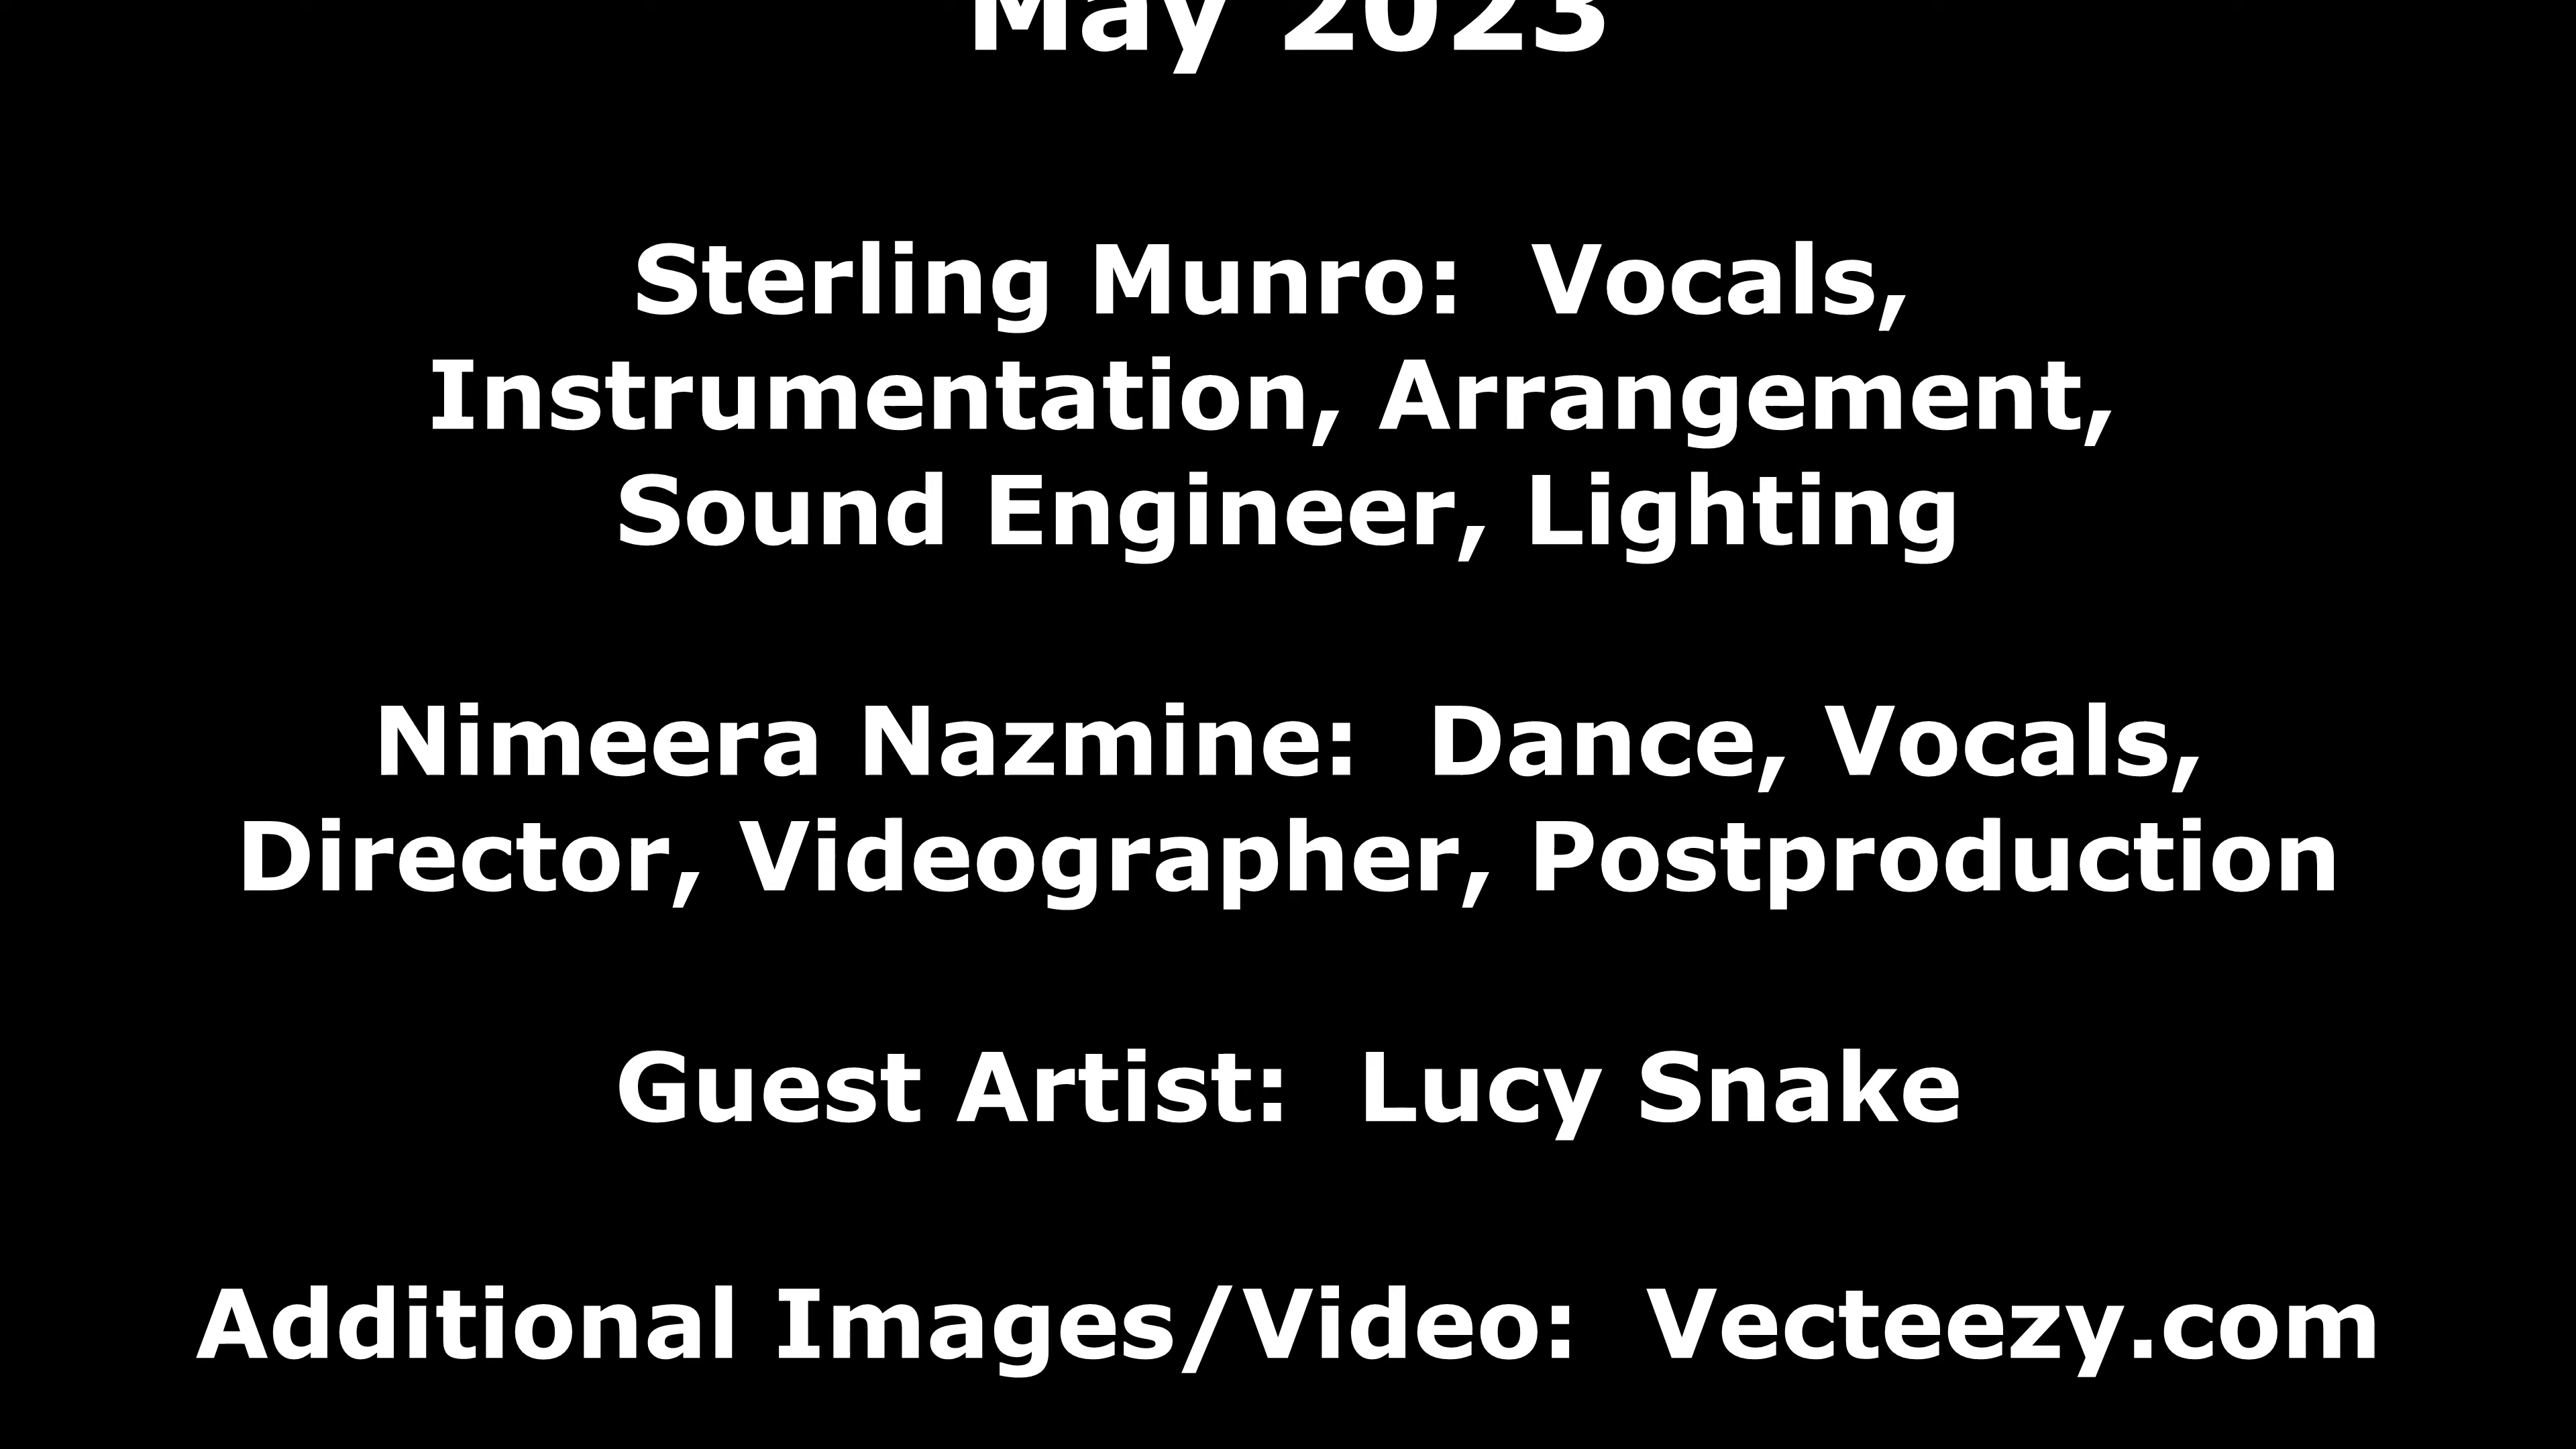 May 2023
Sterling Munro:  Vocals,
Instrumentation, Arrangement,
Sound Engineer, Lighting
Nimeera Nazmine:  Dance, Vocals,
Director, Videographer, Postproduction
Guest Artist:  Lucy Snake
Additional Images/Video:  Vecteezy.com